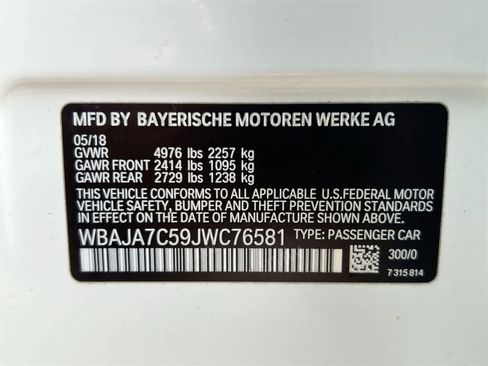 MFD BY BAYERISCHE MOTOREN WERKE AG
05/18
GVWR 4976 lbs 2257 kg
GAWR FRONT 2414 lbs 1095 kg
GAWR REAR 2729 lbs 1238 kg
THIS VEHICLE CONFORMS TO ALL APPLICABLE U.S. FEDERAL MOTOR
VEHICLE SAFETY, BUMPER AND THEFT PREVENTION STANDARDS
IN EFFECT ON THE DATE OF MANUFACTURE SHOWN ABOVE.
WBAJA7C59JWC76581 TYPE: PASSENGER CAR
300/0
7 315 814